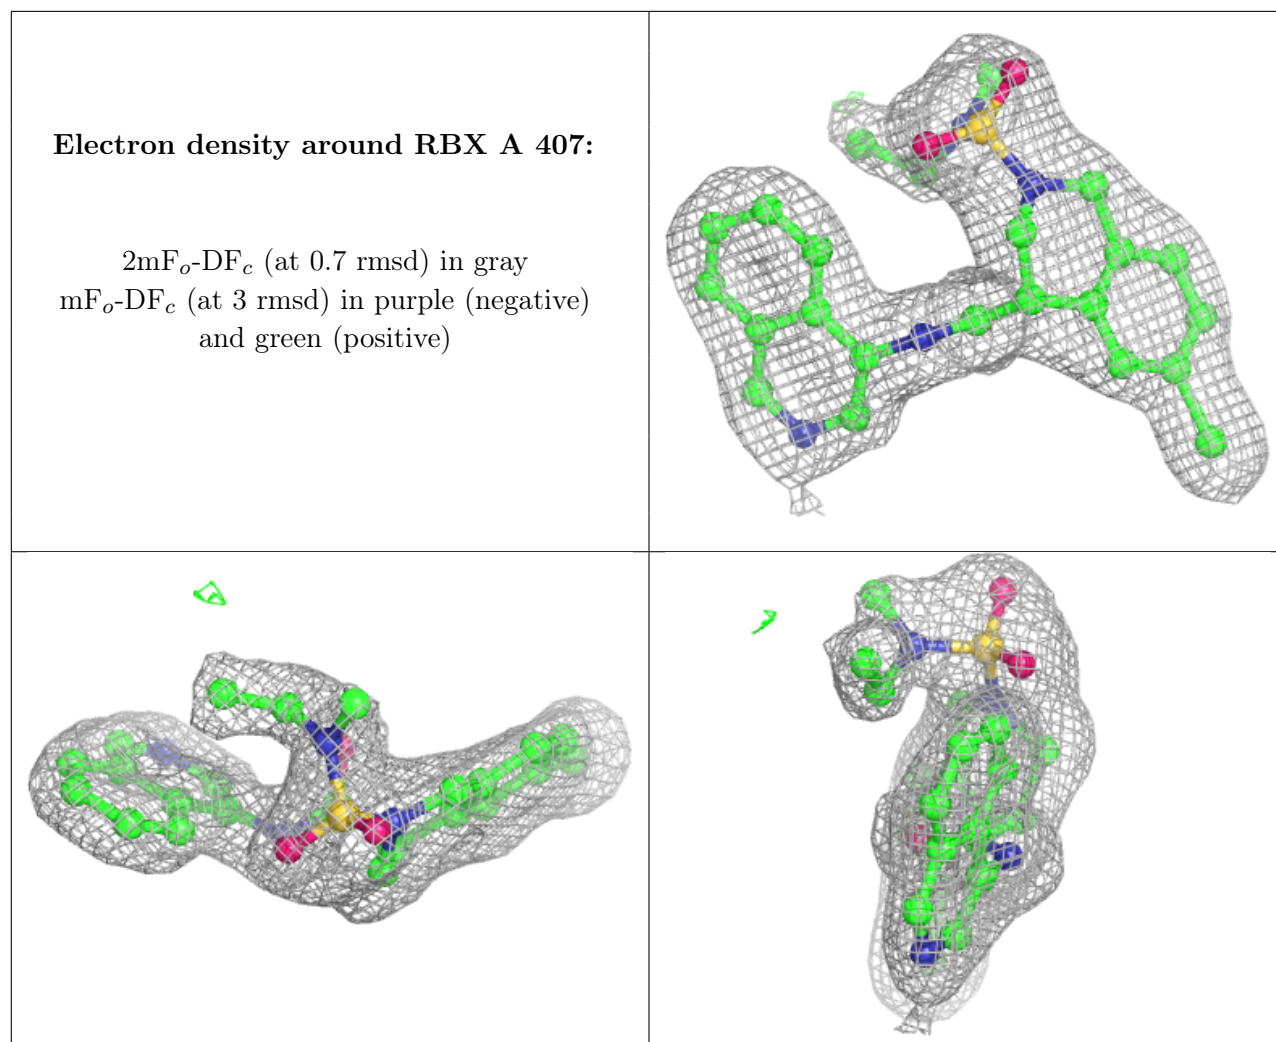 Electron density around RBX A 407:
2mFo-DFc (at 0.7 rmsd) in gray
mFo-DFc (at 3 rmsd) in purple (negative)
and green (positive)